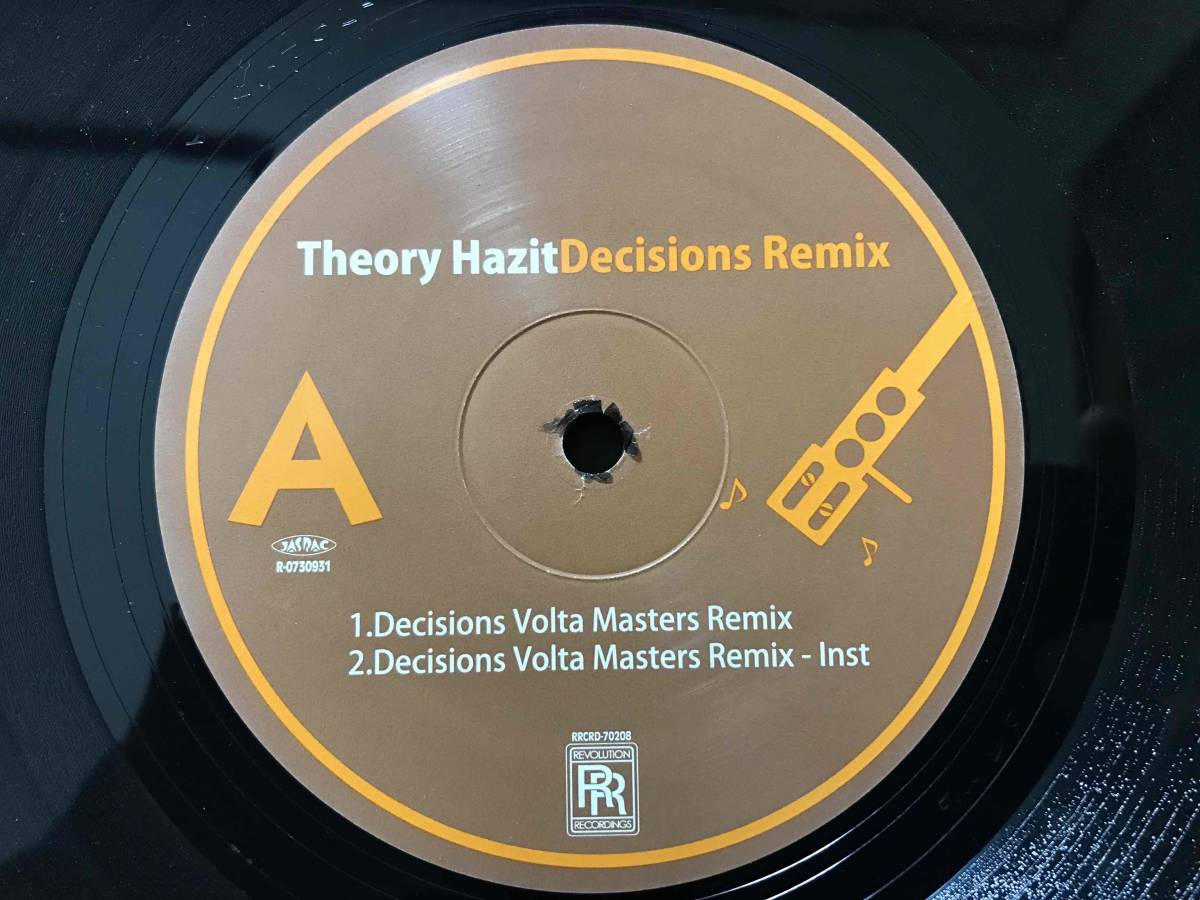 Theory HazitDecisions Remix
A
JASRAC
R-0730931
1.Decisions Volta Masters Remix
2.Decisions Volta Masters Remix - Inst
RRCRD-70208
REVOLUTION
RR
RECORDINGS